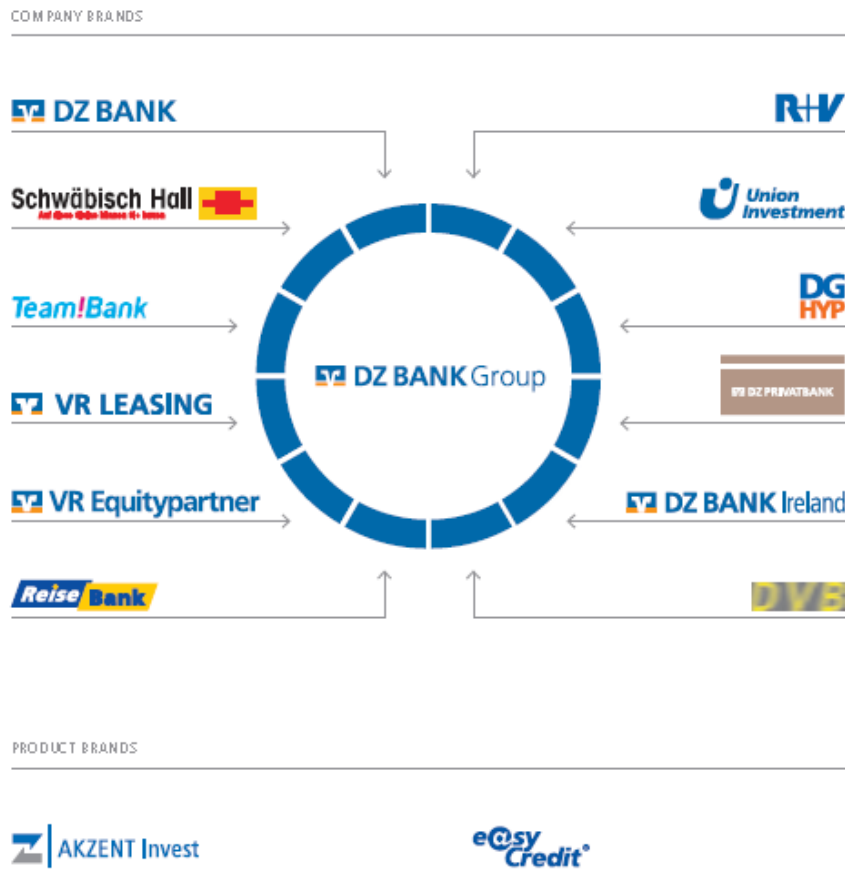 COMPANY BRANDS
DZ BANK
R+V
Schwäbisch Hall
Union
Investment
Team!Bank
DG
HYP
DZ BANK Group
VR LEASING
DZ PRIVATBANK
VR Equitypartner
DZ BANK Ireland
Reise Bank
DVB
PRODUCT BRANDS
AKZENT Invest
e@sy
Credit